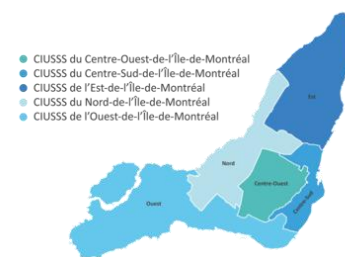 CIUSSS du Centre-Ouest-de-l’Île-de-Montréal
CIUSSS du Centre-Sud-de-l’Île-de-Montréal
CIUSSS de l’Est-de-l’Île-de-Montréal
CIUSSS du Nord-de-l’Île-de-Montréal
CIUSSS de l’Ouest-de-l’Île-de-Montréal
Est
Nord
Centre-Ouest
Centre-Sud
Ouest